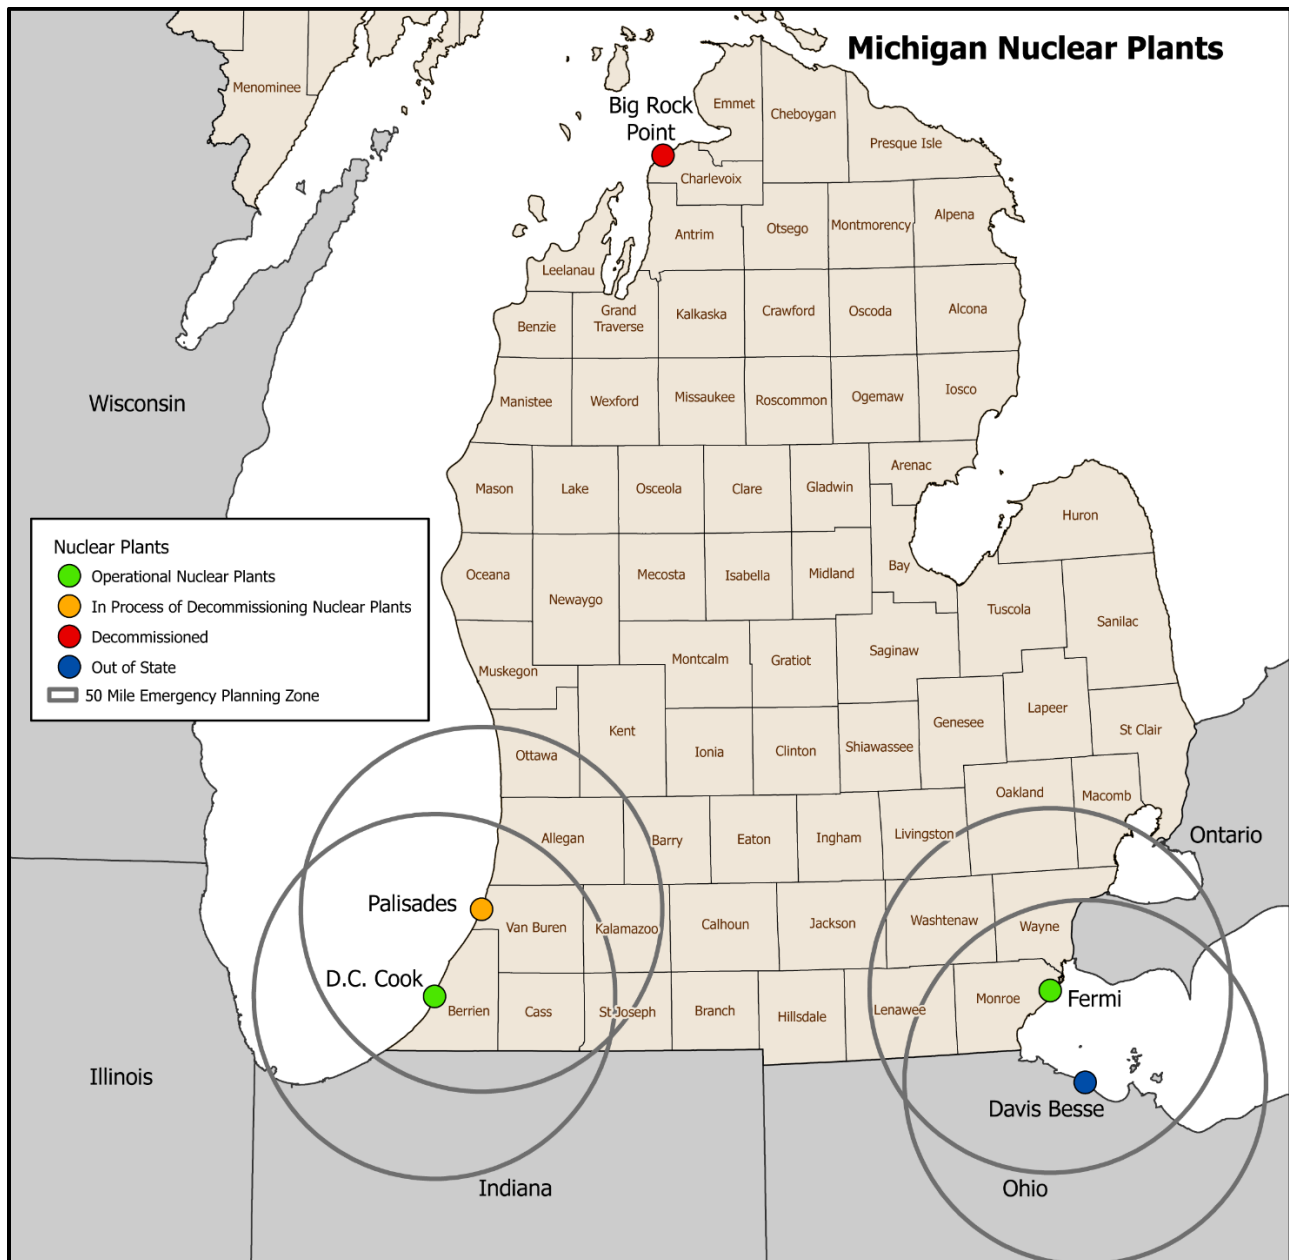 Michigan Nuclear Plants
Menominee
Big Rock
Point
Emmet
Cheboygan
Presque Isle
Charlevoix
Antrim
Otsego
Montmorency
Alpena
Leelanau
Benzie
Grand
Traverse
Kalkaska
Crawford
Oscoda
Alcona
Wisconsin
Manistee
Wexford
Missaukee
Roscommon
Ogemaw
Iosco
Mason
Lake
Osceola
Clare
Gladwin
Arenac
Huron
Nuclear Plants
Operational Nuclear Plants
In Process of Decommissioning Nuclear Plants
Decommissioned
Out of State
50 Mile Emergency Planning Zone
Oceana
Newaygo
Mecosta
Isabella
Midland
Bay
Tuscola
Sanilac
Muskegon
Montcalm
Gratiot
Saginaw
Ottawa
Kent
Ionia
Clinton
Shiawassee
Genesee
Lapeer
St Clair
Allegan
Barry
Eaton
Ingham
Livingston
Oakland
Macomb
Ontario
Palisades
Van Buren
Kalamazoo
Calhoun
Jackson
Washtenaw
Wayne
D.C. Cook
Berrien
Cass
St Joseph
Branch
Hillsdale
Lenawee
Monroe
Fermi
Illinois
Davis Besse
Indiana
Ohio